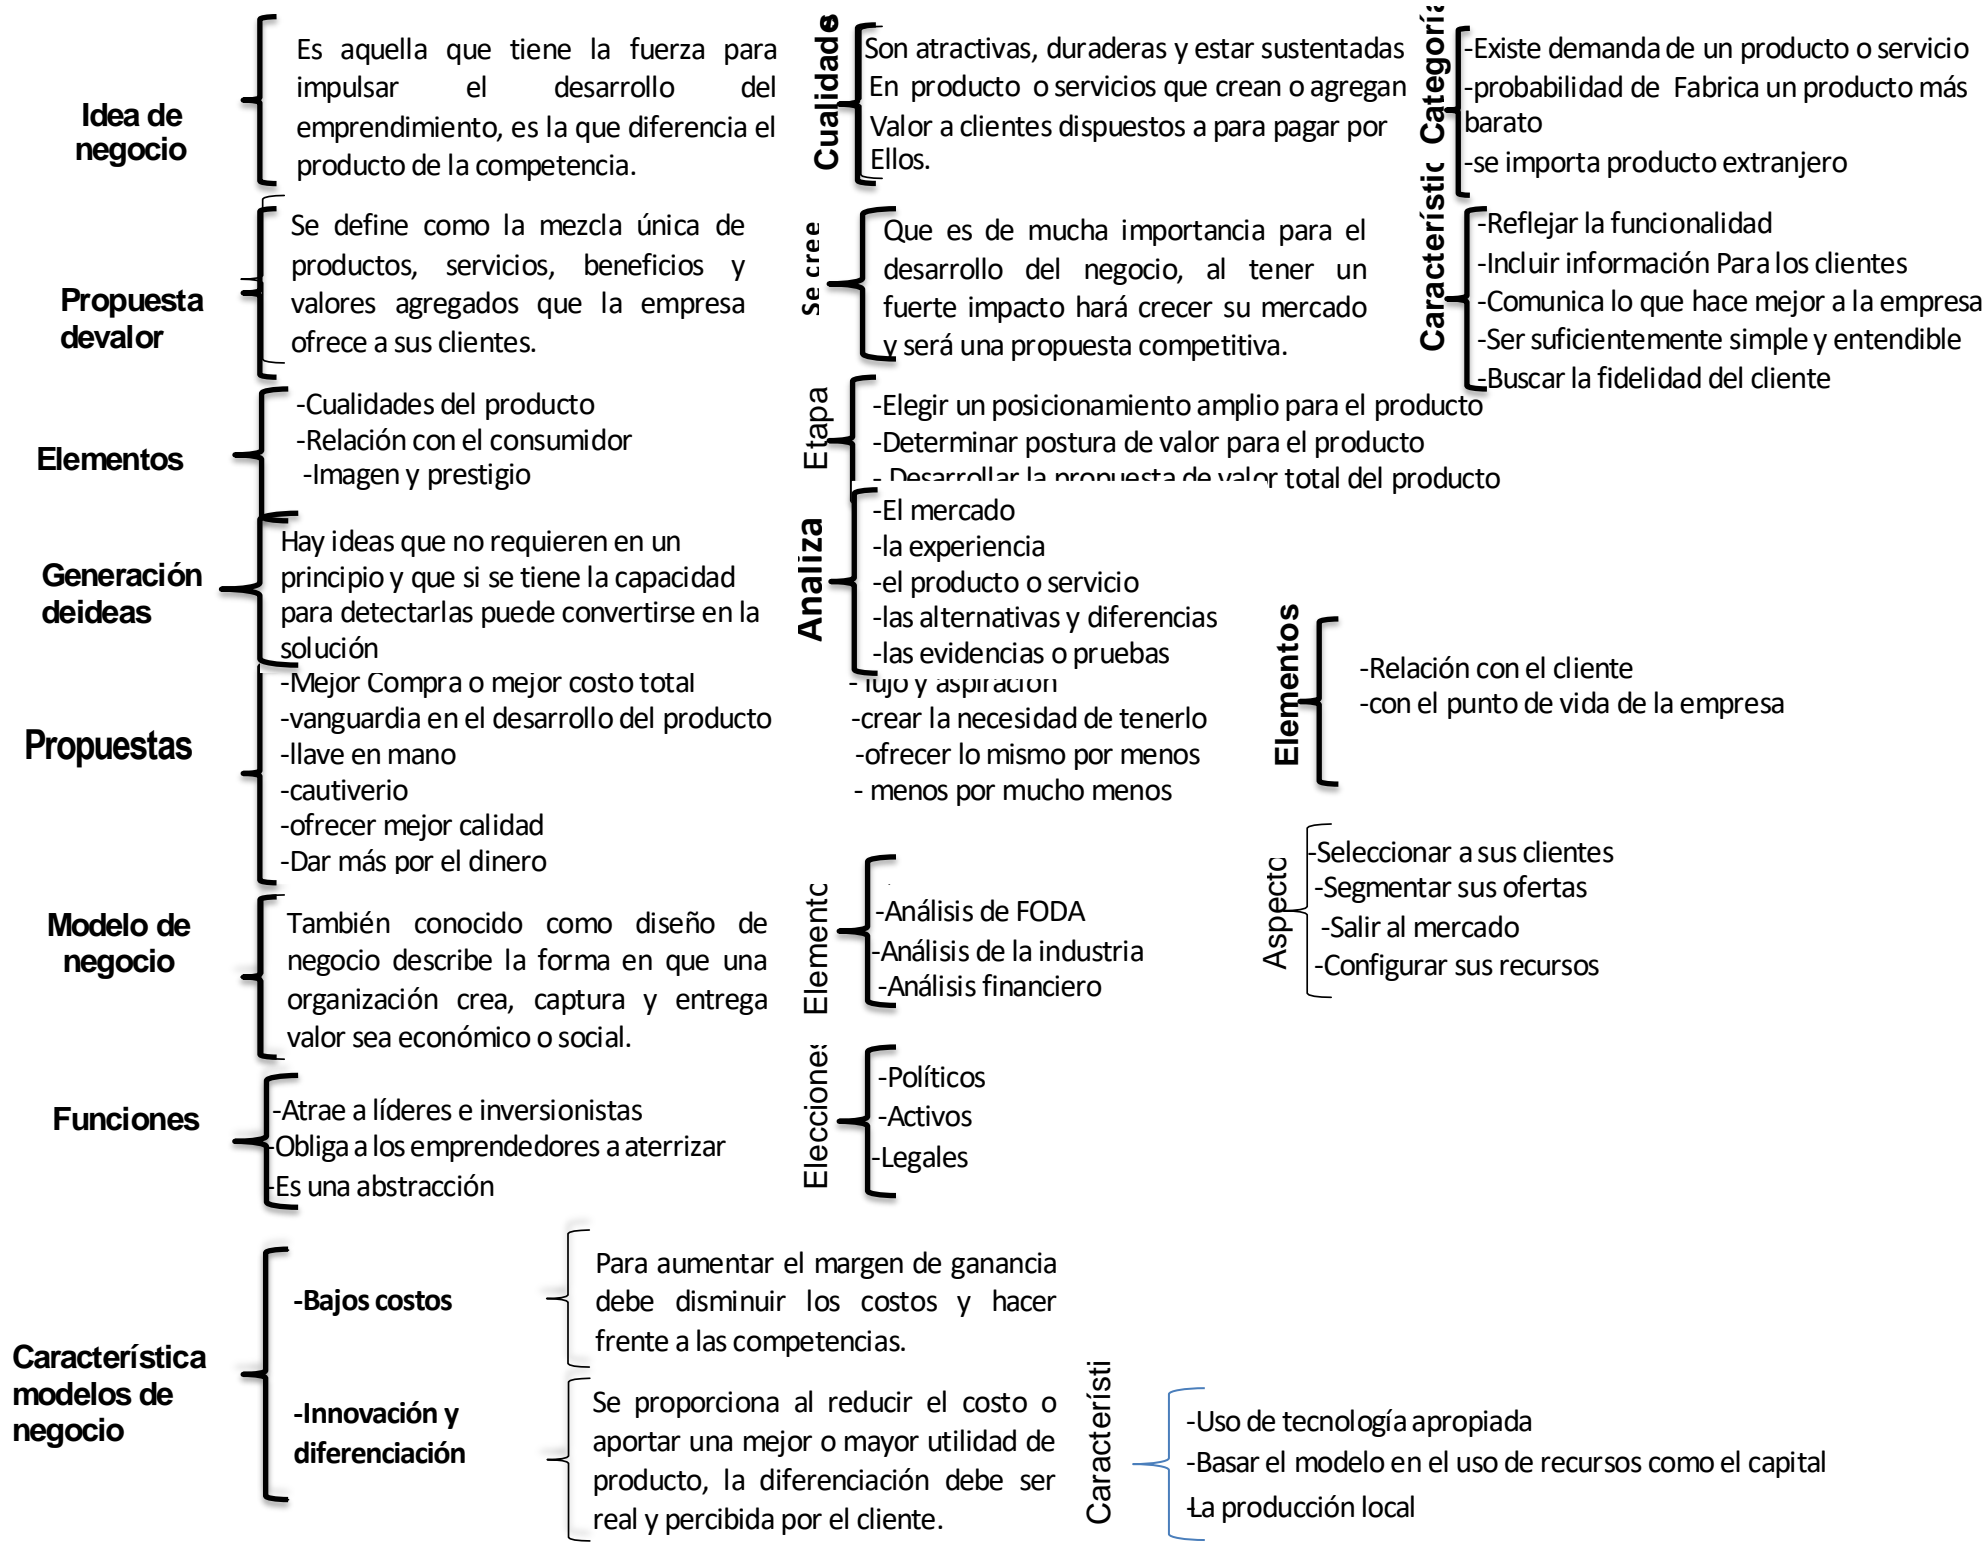 Idea de
negocio
Es aquella que tiene la fuerza para
impulsar el desarrollo del
emprendimiento, es la que diferencia el
producto de la competencia.
Cualidades
Son atractivas, duraderas y estar sustentadas
En producto o servicios que crean o agregan
Valor a clientes dispuestos a para pagar por
Ellos.
Categoría
-Existe demanda de un producto o servicio
-probabilidad de Fabrica un producto más
barato
-se importa producto extranjero
Propuesta
devalor
Se define como la mezcla única de
productos, servicios, beneficios y
valores agregados que la empresa
ofrece a sus clientes.
Se cree
Que es de mucha importancia para el
desarrollo del negocio, al tener un
fuerte impacto hará crecer su mercado
y será una propuesta competitiva.
Característic
-Reflejar la funcionalidad
-Incluir información Para los clientes
-Comunica lo que hace mejor a la empresa
-Ser suficientemente simple y entendible
-Buscar la fidelidad del cliente
Elementos
-Cualidades del producto
-Relación con el consumidor
-Imagen y prestigio
Etapa
-Elegir un posicionamiento amplio para el producto
-Determinar postura de valor para el producto
- Desarrollar la propuesta de valor total del producto
Generación
deideas
Hay ideas que no requieren en un
principio y que si se tiene la capacidad
para detectarlas puede convertirse en la
solución
Analiza
-El mercado
-la experiencia
-el producto o servicio
-las alternativas y diferencias
-las evidencias o pruebas
Elementos
-Relación con el cliente
-con el punto de vida de la empresa
Propuestas
-Mejor Compra o mejor costo total
-vanguardia en el desarrollo del producto
-llave en mano
-cautiverio
-ofrecer mejor calidad
-Dar más por el dinero
- lujo y aspiración
-crear la necesidad de tenerlo
-ofrecer lo mismo por menos
- menos por mucho menos
Aspecto
-Seleccionar a sus clientes
-Segmentar sus ofertas
-Salir al mercado
-Configurar sus recursos
Modelo de
negocio
También conocido como diseño de
negocio describe la forma en que una
organización crea, captura y entrega
valor sea económico o social.
Elemento
-Análisis de FODA
-Análisis de la industria
-Análisis financiero
Funciones
-Atrae a líderes e inversionistas
-Obliga a los emprendedores a aterrizar
-Es una abstracción
Elecciones
-Políticos
-Activos
-Legales
Característica
modelos de
negocio
-Bajos costos
Para aumentar el margen de ganancia
debe disminuir los costos y hacer
frente a las competencias.
-Innovación y
diferenciación
Se proporciona al reducir el costo o
aportar una mejor o mayor utilidad de
producto, la diferenciación debe ser
real y percibida por el cliente.
Característi
-Uso de tecnología apropiada
-Basar el modelo en el uso de recursos como el capital
-La producción local